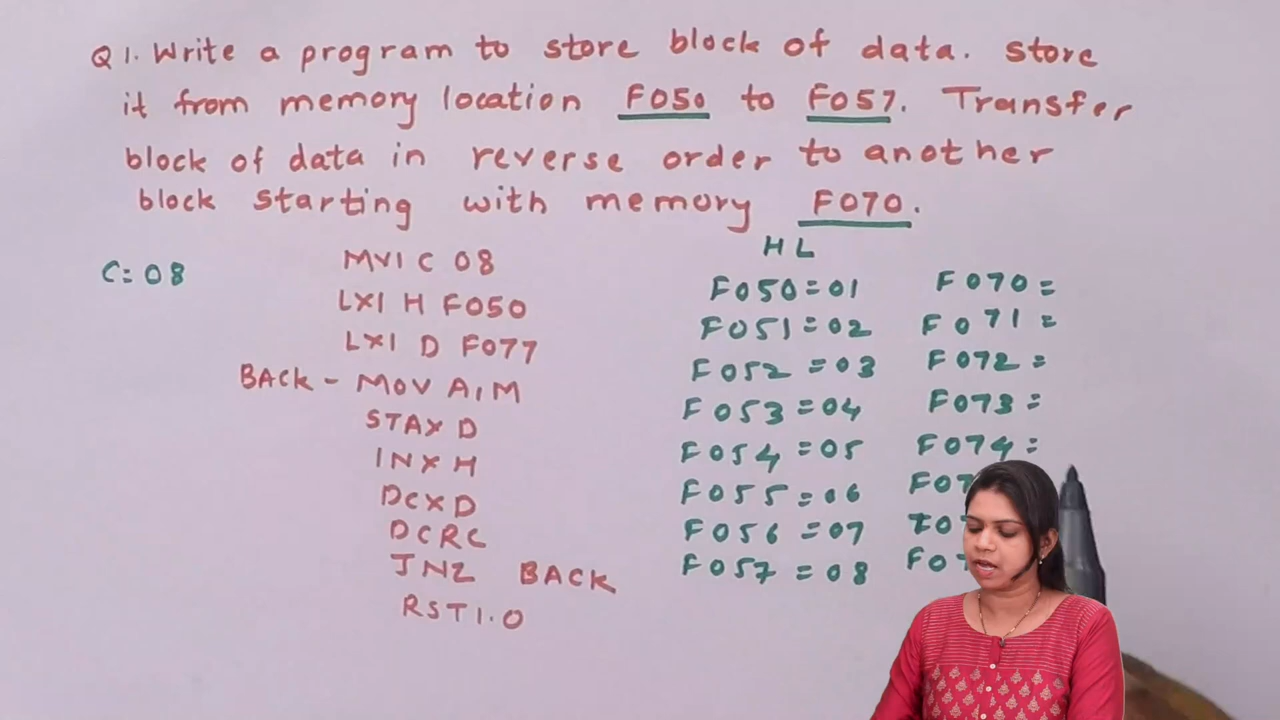 Q1. Write a program to store block of data. Store
it from memory location F050 to F057. Transfer
block of data in reverse order to another
block starting with memory F070.
C=08
MVI C 08
LXI H F050
LXI D F077
BACK - MOV A,M
STAX D
INX H
DCX D
DCR C
JNZ BACK
RST1.0
HL
F050=01
F051=02
F052=03
F053=04
F054=05
F055=06
F056=07
F057=08
F070=
F071=
F072=
F073=
F074=